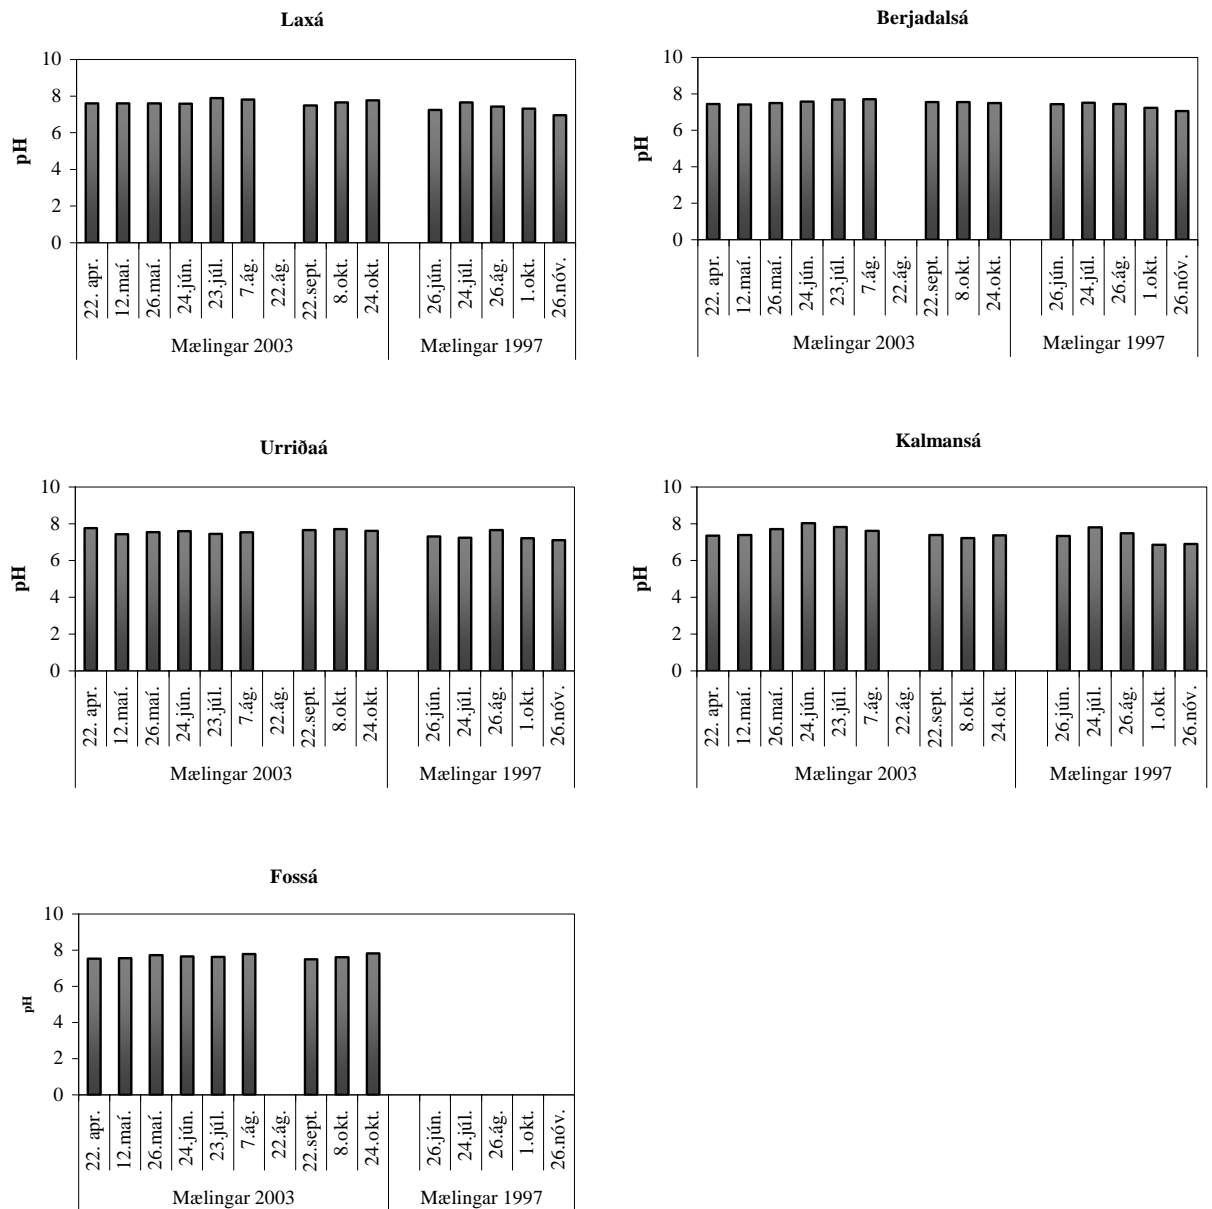 Laxá
pH
10
8
6
4
2
0
22. apr.
12.maí.
26.maí.
24.jún.
23.júl.
7.ág.
22.ág.
22.sept.
8.okt.
24.okt.
26.jún.
24.júl.
26.ág.
1.okt.
26.nóv.
Mælingar 2003
Mælingar 1997
Berjadalsá
pH
10
8
6
4
2
0
22. apr.
12.maí.
26.maí.
24.jún.
23.júl.
7.ág.
22.ág.
22.sept.
8.okt.
24.okt.
26.jún.
24.júl.
26.ág.
1.okt.
26.nóv.
Mælingar 2003
Mælingar 1997
Urriðaá
pH
10
8
6
4
2
0
22. apr.
12.maí.
26.maí.
24.jún.
23.júl.
7.ág.
22.ág.
22.sept.
8.okt.
24.okt.
26.jún.
24.júl.
26.ág.
1.okt.
26.nóv.
Mælingar 2003
Mælingar 1997
Kalmansá
pH
10
8
6
4
2
0
22. apr.
12.maí.
26.maí.
24.jún.
23.júl.
7.ág.
22.ág.
22.sept.
8.okt.
24.okt.
26.jún.
24.júl.
26.ág.
1.okt.
26.nóv.
Mælingar 2003
Mælingar 1997
Fossá
pH
10
8
6
4
2
0
22. apr.
12.maí.
26.maí.
24.jún.
23.júl.
7.ág.
22.ág.
22.sept.
8.okt.
24.okt.
26.jún.
24.júl.
26.ág.
1.okt.
26.nóv.
Mælingar 2003
Mælingar 1997